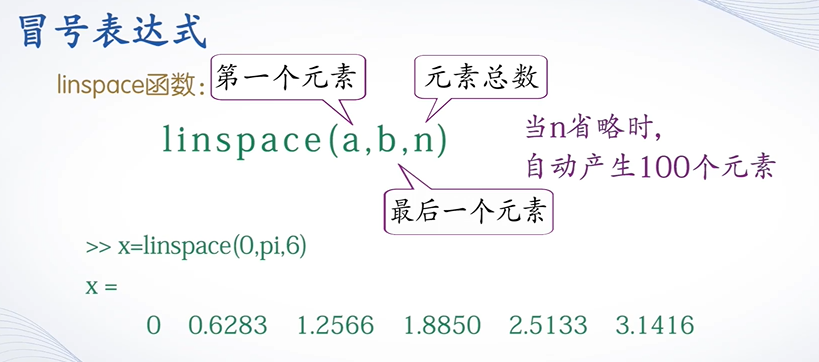 冒号表达式
linspace函数:
第一个元素
元素总数
linspace(a,b,n)
当n省略时,
自动产生100个元素
最后一个元素
>> x=linspace(0,pi,6)
x =
0 0.6283 1.2566 1.8850 2.5133 3.1416